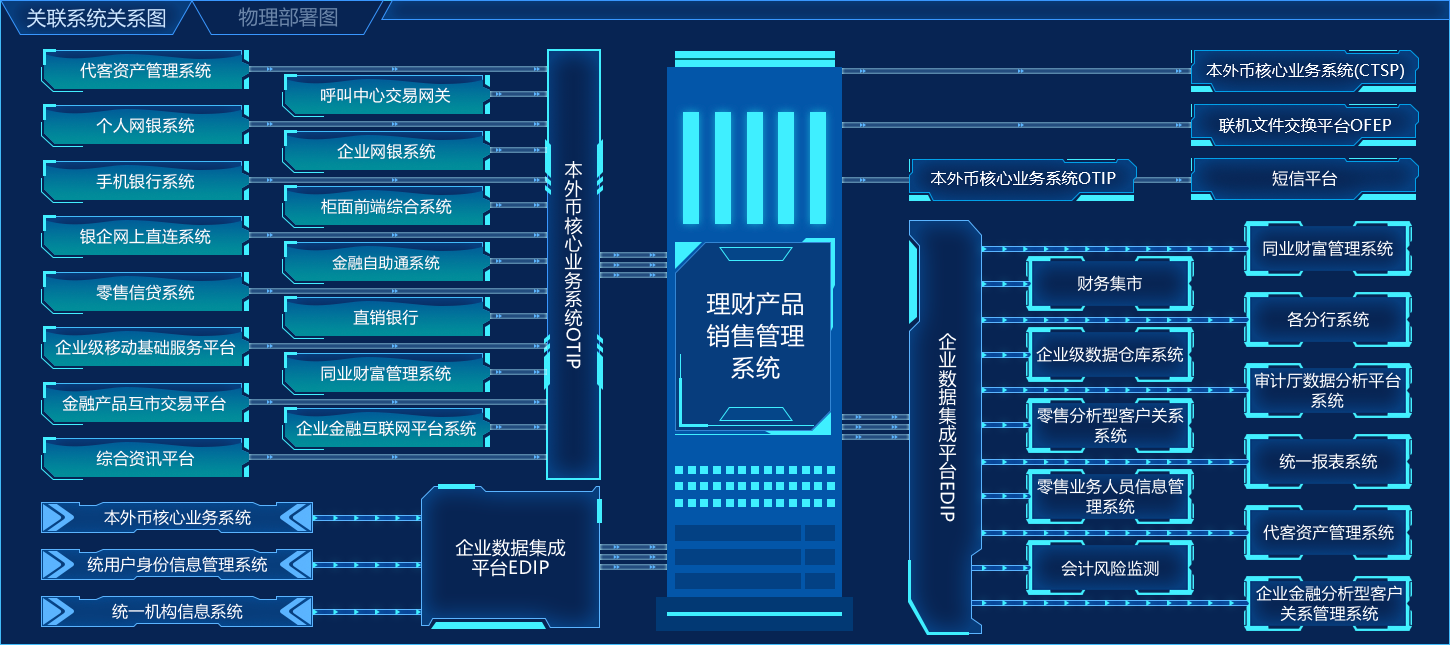 关联系统关系图
物理部署图
代客资产管理系统
呼叫中心交易网关
个人网银系统
企业网银系统
手机银行系统
柜面前端综合系统
银企网上直连系统
金融自助通系统
零售信贷系统
直销银行
企业级移动基础服务平台
同业财富管理系统
金融产品互市交易平台
企业金融互联网平台系统
综合资讯平台
本外币核心业务系统OTIP
本外币核心业务系统
统用户身份信息管理系统
统一机构信息系统
企业数据集成
平台EDIP
理财产品
销售管理
系统
本外币核心业务系统(CTSP)
联机文件交换平台OFEP
本外币核心业务系统OTIP
短信平台
企业数据集成平台EDIP
同业财富管理系统
财务集市
各分行系统
企业级数据仓库系统
审计厅数据分析平台
系统
零售分析型客户关系
系统
统一报表系统
零售业务人员信息管
理系统
代客资产管理系统
会计风险监测
企业金融分析型客户
关系管理系统